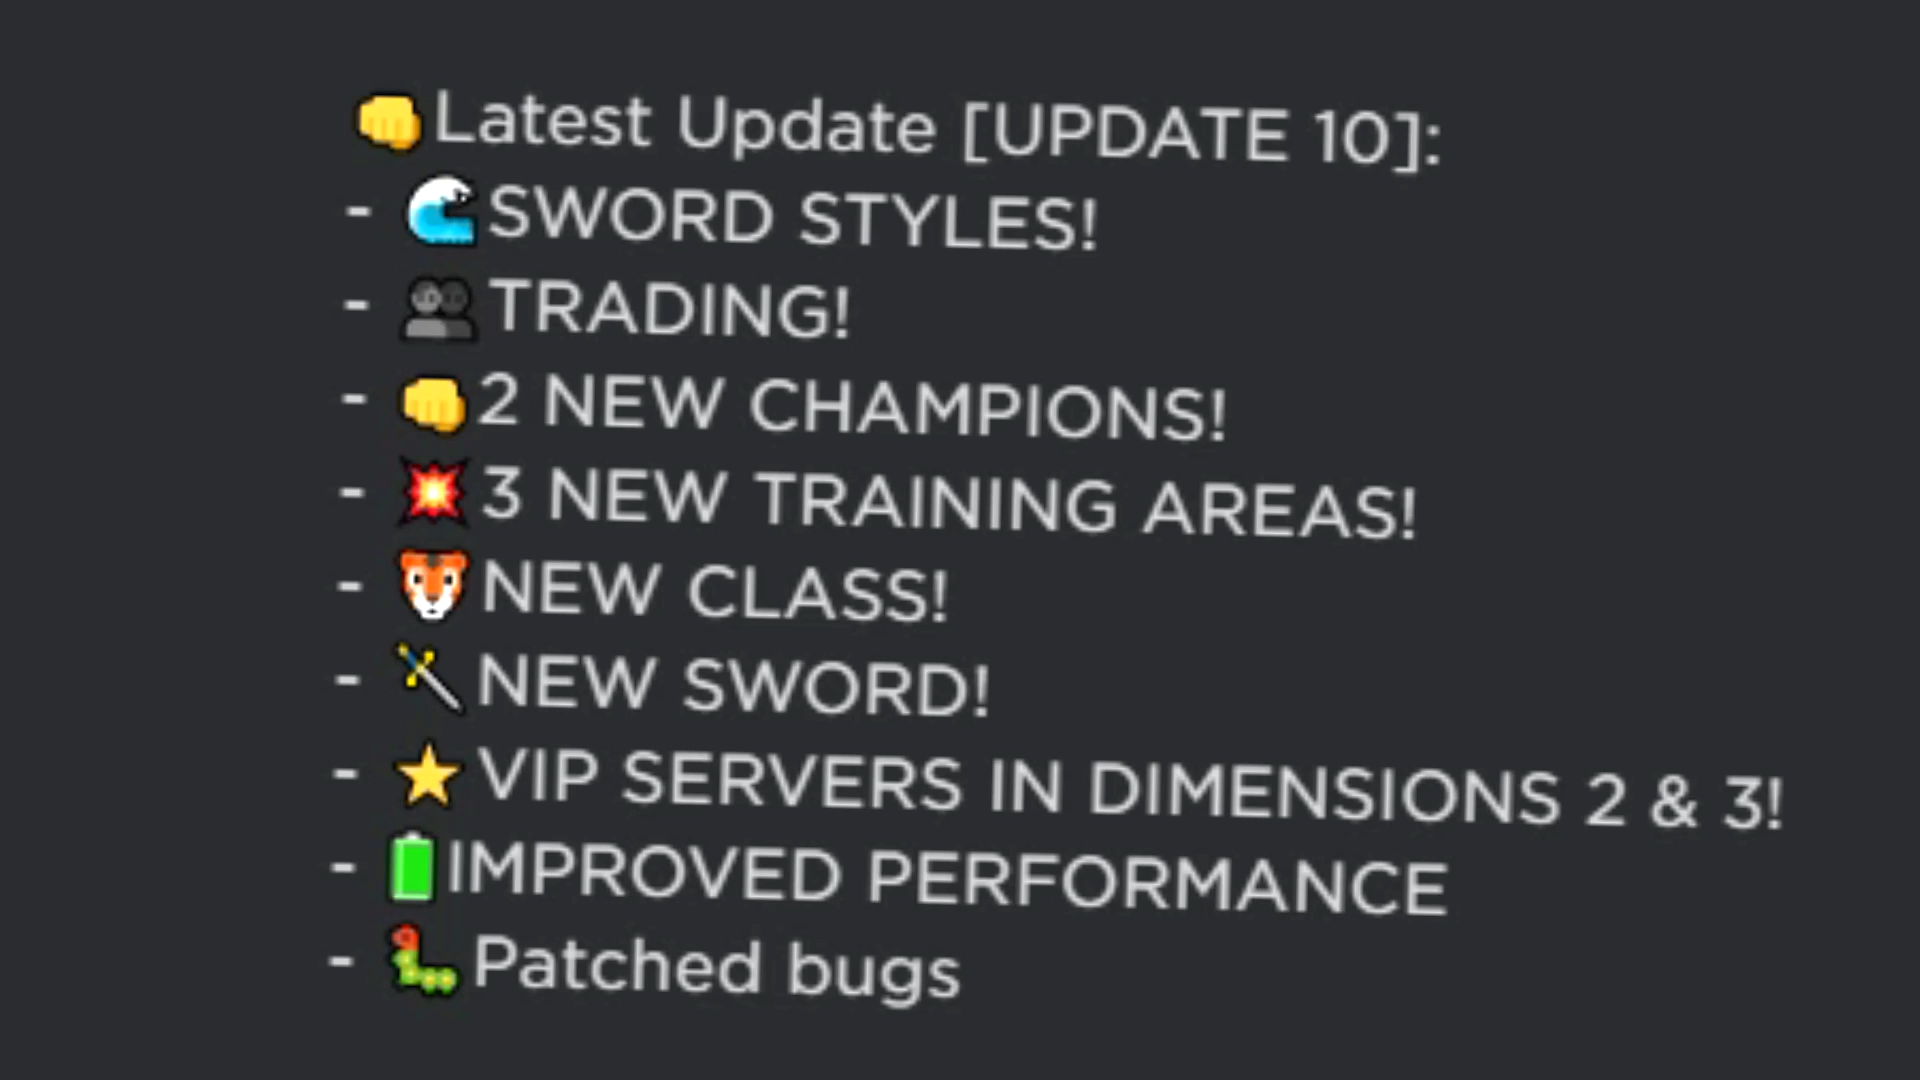 👊Latest Update [UPDATE 10]:
- 🌊SWORD STYLES!
- 👥TRADING!
- 👊2 NEW CHAMPIONS!
- 💥3 NEW TRAINING AREAS!
- 🐯NEW CLASS!
- 🗡️NEW SWORD!
- ⭐VIP SERVERS IN DIMENSIONS 2 & 3!
- 🔋IMPROVED PERFORMANCE
- 🐛Patched bugs